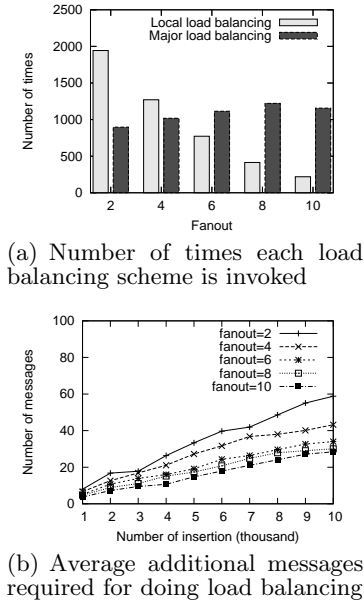 2500
2000
1500
1000
500
0
Number of times
Local load balancing
Major load balancing
2 4 6 8 10
Fanout
(a) Number of times each load
balancing scheme is invoked
100
80
60
40
20
0
Number of messages
fanout=2
fanout=4
fanout=6
fanout=8
fanout=10
1 2 3 4 5 6 7 8 9 10
Number of insertion (thousand)
(b) Average additional messages
required for doing load balancing